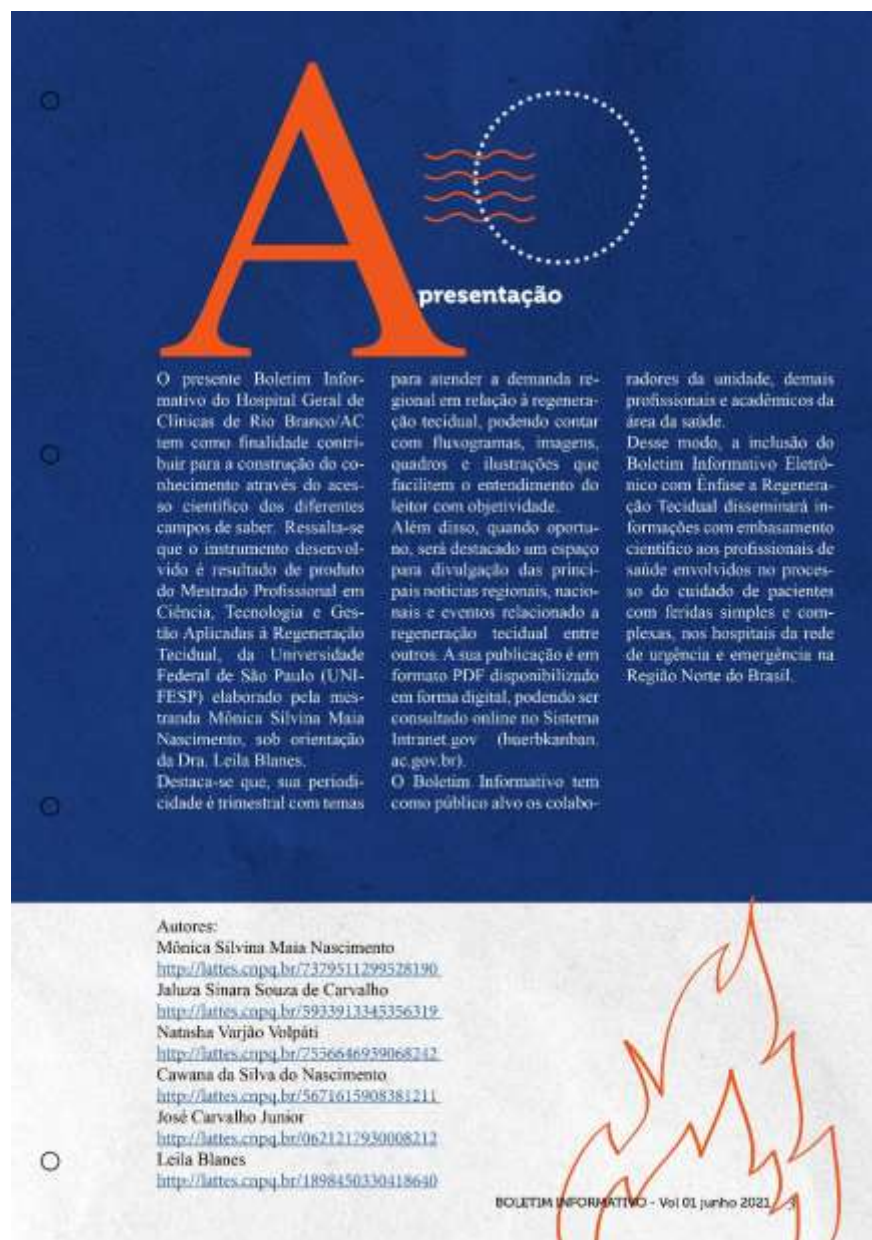 Apresentação
O presente Boletim Infor-
mativo do Hospital Geral de
Clínicas de Rio Branco/AC
tem como finalidade contri-
buir para a construção do co-
nhecimento através do aces-
so científico dos diferentes
campos de saber. Ressalta-se
que o instrumento desenvol-
vido é resultado de produto
do Mestrado Profissional em
Ciência, Tecnologia e Ges-
tão Aplicadas à Regeneração
Tecidual, da Universidade
Federal de São Paulo (UNI-
FESP) elaborado pela mes-
tranda Mônica Silvina Maia
Nascimento, sob orientação
da Dra. Leila Blanes.
Destaca-se que, sua periodi-
cidade é trimestral com temas
para atender a demanda re-
gional em relação à regenera-
ção tecidual, podendo contar
com fluxogramas, imagens,
quadros e ilustrações que
facilitem o entendimento do
leitor com objetividade.
Além disso, quando oportu-
no, será destacado um espaço
para divulgação das princi-
pais notícias regionais, nacio-
nais e eventos relacionado a
regeneração tecidual entre
outros. A sua publicação é em
formato PDF disponibilizado
em forma digital, podendo ser
consultado online no Sistema
Intranet.gov (huerbkanban.
ac.gov.br).
O Boletim Informativo tem
como público alvo os colabo-
radores da unidade, demais
profissionais e acadêmicos da
área da saúde.
Desse modo, a inclusão do
Boletim Informativo Eletrô-
nico com Ênfase a Regenera-
ção Tecidual disseminará in-
formações com embasamento
científico aos profissionais de
saúde envolvidos no proces-
so do cuidado de pacientes
com feridas simples e com-
plexas, nos hospitais da rede
de urgência e emergência na
Região Norte do Brasil.
Autores:
Mônica Silvina Maia Nascimento
http://lattes.cnpq.br/7379511299528190
Jaluza Sinara Souza de Carvalho
http://lattes.cnpq.br/5933913345356319
Natasha Varjão Volpáti
http://lattes.cnpq.br/7556646939068242
Cawana da Silva do Nascimento
http://lattes.cnpq.br/5671615908381211
José Carvalho Junior
http://lattes.cnpq.br/0621217930008212
Leila Blanes
http://lattes.cnpq.br/1898450330418640
BOLETIM INFORMATIVO - Vol 01 junho 2021 3